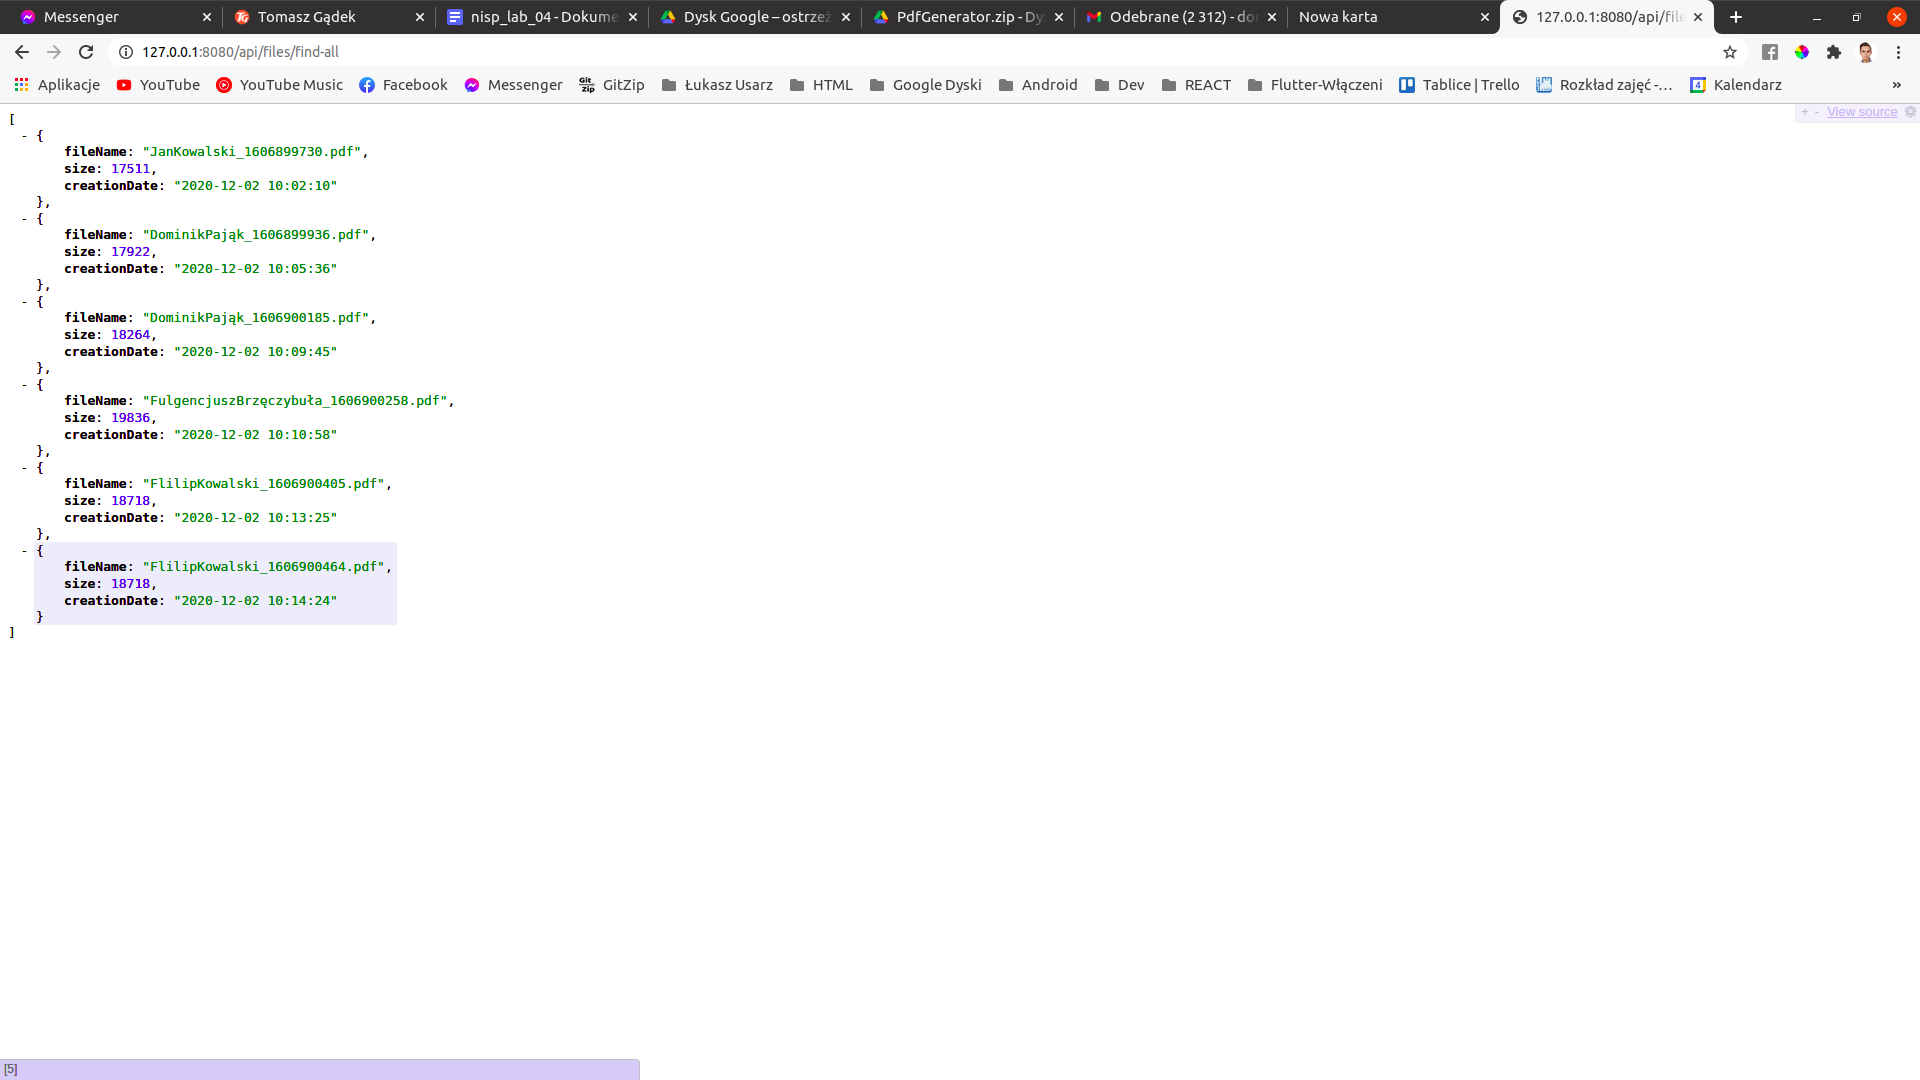 Messenger
Tomasz Gądek
nisp_lab_04 - Dokume
Dysk Google – ostrzeż
PdfGenerator.zip - Dy
Odebrane (2 312) - do
Nowa karta
127.0.0.1:8080/api/file
127.0.0.1:8080/api/files/find-all
Aplikacje
YouTube
YouTube Music
Facebook
Messenger
GitZip
Łukasz Usarz
HTML
Google Dyski
Android
Dev
REACT
Flutter-Włączeni
Tablice | Trello
Rozkład zajęć -…
Kalendarz
»
+ - View source
[
- {
fileName: "JanKowalski_1606899730.pdf",
size: 17511,
creationDate: "2020-12-02 10:02:10"
},
- {
fileName: "DominikPająk_1606899936.pdf",
size: 17922,
creationDate: "2020-12-02 10:05:36"
},
- {
fileName: "DominikPająk_1606900185.pdf",
size: 18264,
creationDate: "2020-12-02 10:09:45"
},
- {
fileName: "FulgencjuszBrzęczybuła_1606900258.pdf",
size: 19836,
creationDate: "2020-12-02 10:10:58"
},
- {
fileName: "FlilipKowalski_1606900405.pdf",
size: 18718,
creationDate: "2020-12-02 10:13:25"
},
- {
fileName: "FlilipKowalski_1606900464.pdf",
size: 18718,
creationDate: "2020-12-02 10:14:24"
}
]
[5]